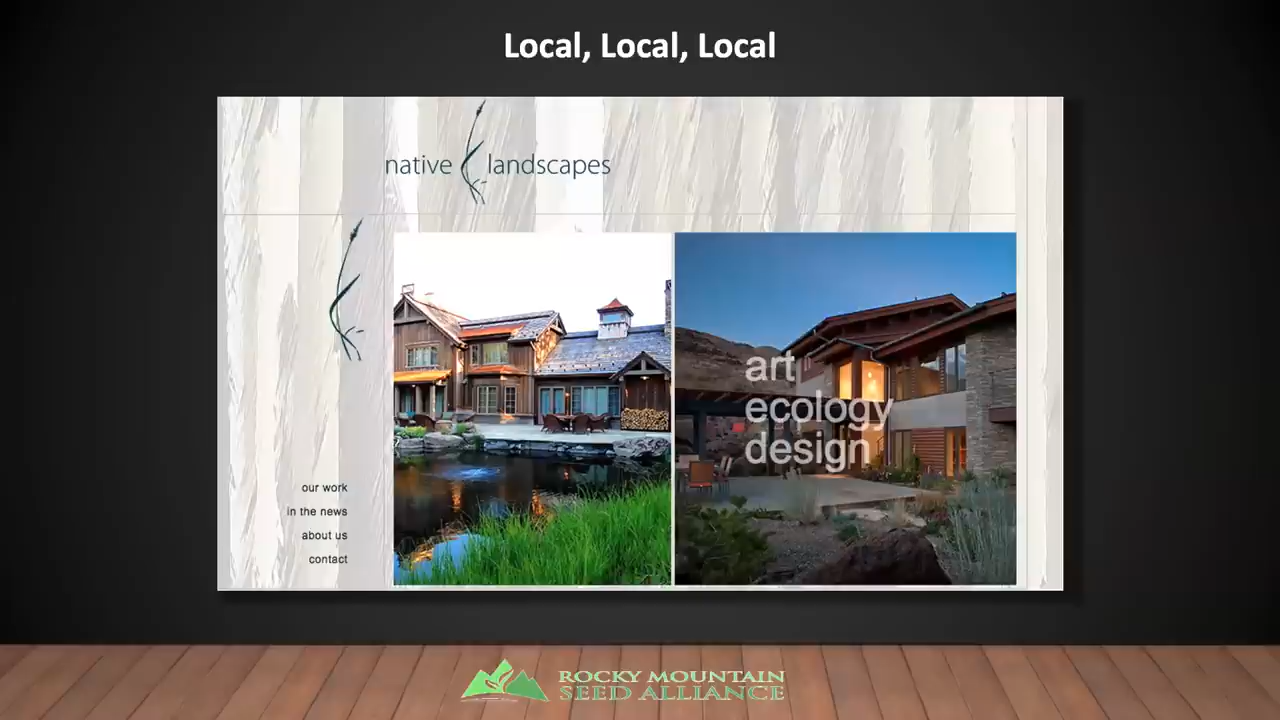 Local, Local, Local
native landscapes
art
ecology
design
our work
in the news
about us
contact
ROCKY MOUNTAIN
SEED ALLIANCE